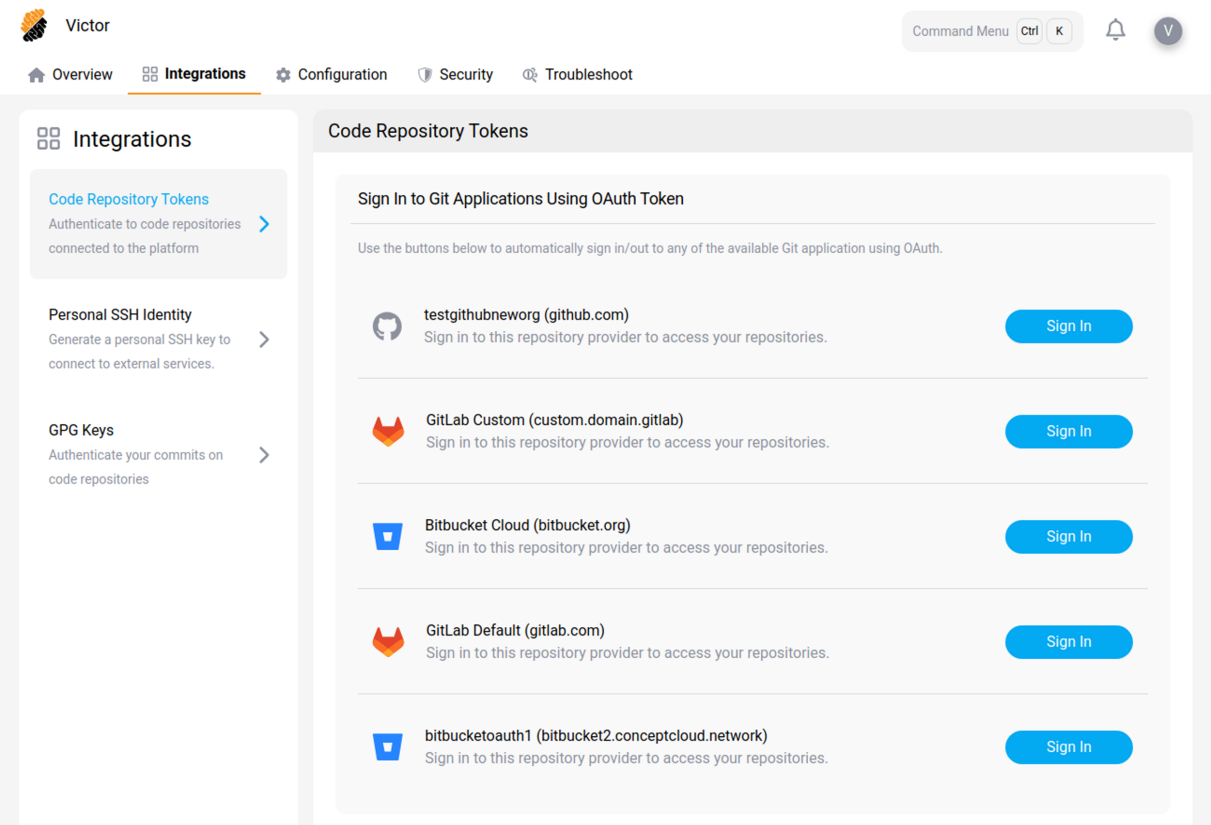 Victor
Command Menu Ctrl K
V
Overview Integrations Configuration Security Troubleshoot
Integrations
Code Repository Tokens
Authenticate to code repositories
connected to the platform
Personal SSH Identity
Generate a personal SSH key to
connect to external services.
GPG Keys
Authenticate your commits on
code repositories
Code Repository Tokens
Sign In to Git Applications Using OAuth Token
Use the buttons below to automatically sign in/out to any of the available Git application using OAuth.
testgithubneworg (github.com)
Sign in to this repository provider to access your repositories.
Sign In
GitLab Custom (custom.domain.gitlab)
Sign in to this repository provider to access your repositories.
Sign In
Bitbucket Cloud (bitbucket.org)
Sign in to this repository provider to access your repositories.
Sign In
GitLab Default (gitlab.com)
Sign in to this repository provider to access your repositories.
Sign In
bitbucketoauth1 (bitbucket2.conceptcloud.network)
Sign in to this repository provider to access your repositories.
Sign In